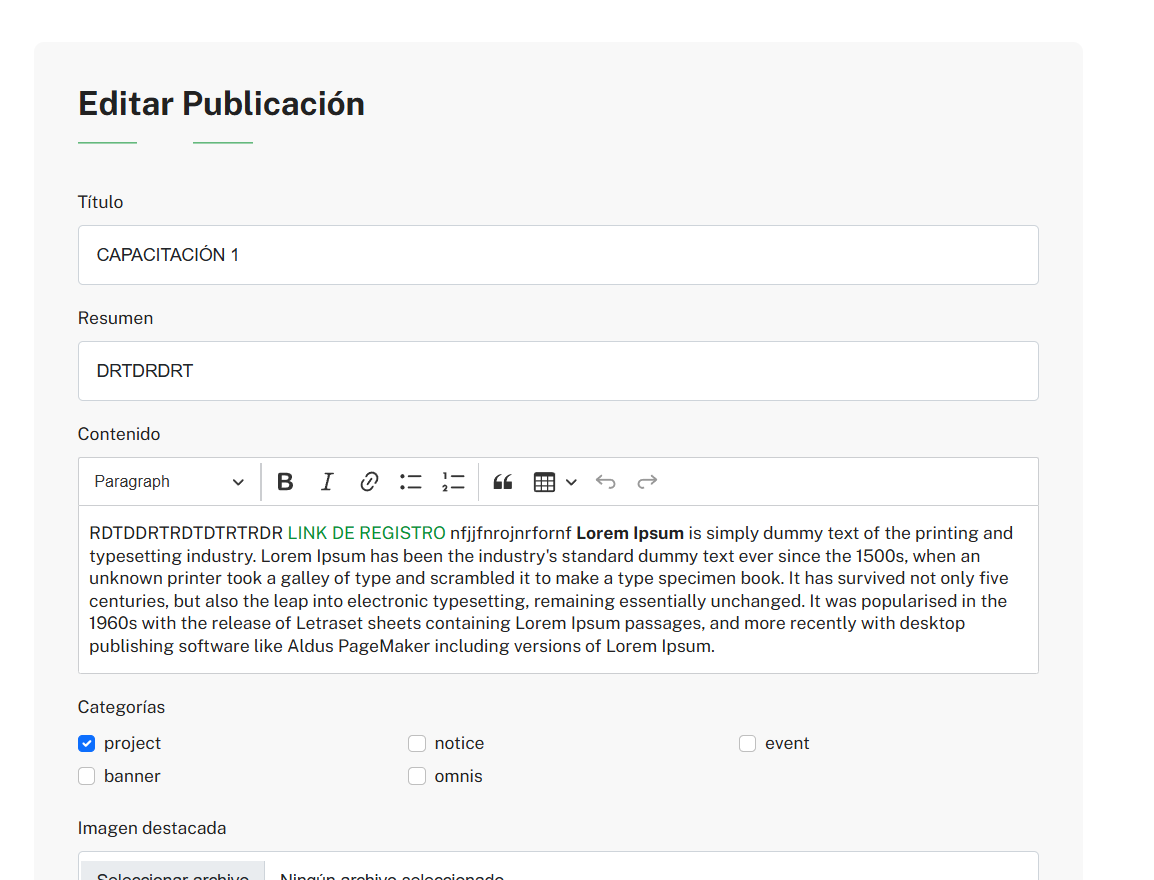 Editar Publicación
Título
CAPACITACIÓN 1
Resumen
DRTDRDRT
Contenido
Paragraph
RDTDDRTRDTDTRTRDR LINK DE REGISTRO nfjjfnrojnrfornf Lorem Ipsum is simply dummy text of the printing and
typesetting industry. Lorem Ipsum has been the industry's standard dummy text ever since the 1500s, when an
unknown printer took a galley of type and scrambled it to make a type specimen book. It has survived not only five
centuries, but also the leap into electronic typesetting, remaining essentially unchanged. It was popularised in the
1960s with the release of Letraset sheets containing Lorem Ipsum passages, and more recently with desktop
publishing software like Aldus PageMaker including versions of Lorem Ipsum.
Categorías
project notice event
banner omnis
Imagen destacada
Seleccionar archivo Ningún archivo seleccionado